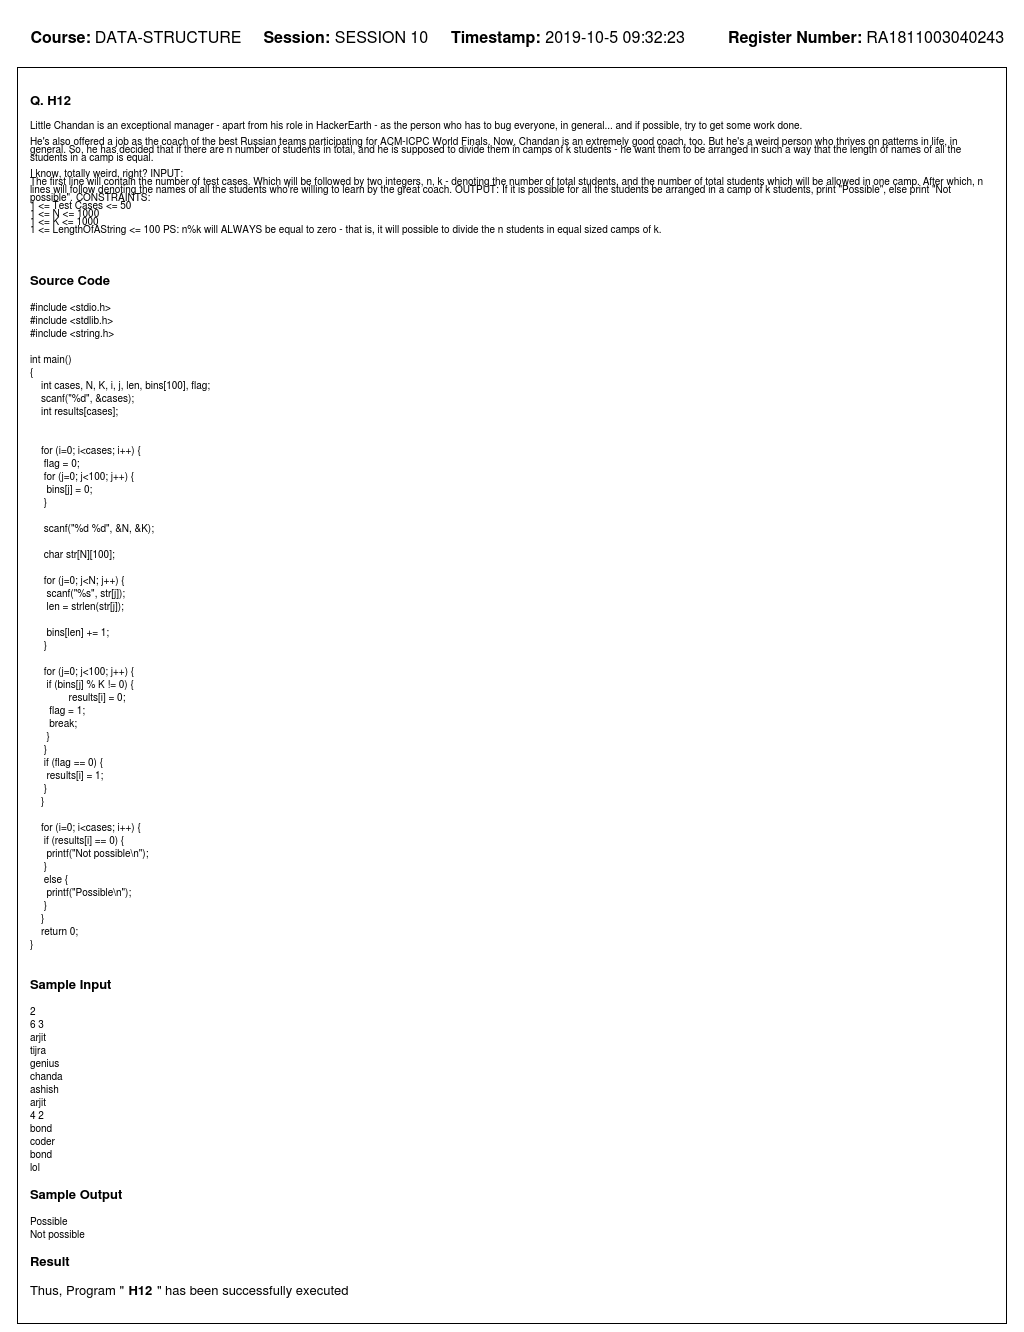 Course: DATA-STRUCTURE Session: SESSION 10 Timestamp: 2019-10-5 09:32:23 Register Number: RA1811003040243
Q. H12
Little Chandan is an exceptional manager - apart from his role in HackerEarth - as the person who has to bug everyone, in general... and if possible, try to get some work done.
He's also offered a job as the coach of the best Russian teams participating for ACM-ICPC World Finals. Now, Chandan is an extremely good coach, too. But he's a weird person who thrives on patterns in life, in
general. So, he has decided that if there are n number of students in total, and he is supposed to divide them in camps of k students - he want them to be arranged in such a way that the length of names of all the
students in a camp is equal.
I know, totally weird, right? INPUT:
The first line will contain the number of test cases. Which will be followed by two integers, n, k - denoting the number of total students, and the number of total students which will be allowed in one camp. After which, n
lines will follow denoting the names of all the students who're willing to learn by the great coach. OUTPUT: If it is possible for all the students be arranged in a camp of k students, print "Possible", else print "Not
possible". CONSTRAINTS:
1 <= Test Cases <= 50
1 <= N <= 1000
1 <= K <= 1000
1 <= LengthOfAString <= 100 PS: n%k will ALWAYS be equal to zero - that is, it will possible to divide the n students in equal sized camps of k.
Source Code
#include <stdio.h>
#include <stdlib.h>
#include <string.h>
int main()
{
int cases, N, K, i, j, len, bins[100], flag;
scanf("%d", &cases);
int results[cases];
for (i=0; i<cases; i++) {
flag = 0;
for (j=0; j<100; j++) {
bins[j] = 0;
}
scanf("%d %d", &N, &K);
char str[N][100];
for (j=0; j<N; j++) {
scanf("%s", str[j]);
len = strlen(str[j]);
bins[len] += 1;
}
for (j=0; j<100; j++) {
if (bins[j] % K != 0) {
results[i] = 0;
flag = 1;
break;
}
}
if (flag == 0) {
results[i] = 1;
}
}
for (i=0; i<cases; i++) {
if (results[i] == 0) {
printf("Not possible\n");
}
else {
printf("Possible\n");
}
}
return 0;
}
Sample Input
2
6 3
arjit
tijra
genius
chanda
ashish
arjit
4 2
bond
coder
bond
lol
Sample Output
Possible
Not possible
Result
Thus, Program " H12 " has been successfully executed